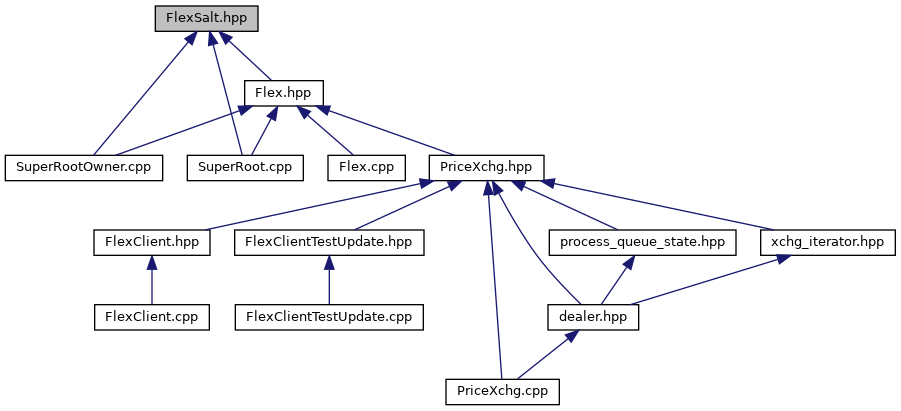 FlexSalt.hpp
Flex.hpp
SuperRootOwner.cpp
SuperRoot.cpp
Flex.cpp
PriceXchg.hpp
FlexClient.hpp
FlexClientTestUpdate.hpp
process_queue_state.hpp
xchg_iterator.hpp
FlexClient.cpp
FlexClientTestUpdate.cpp
dealer.hpp
PriceXchg.cpp